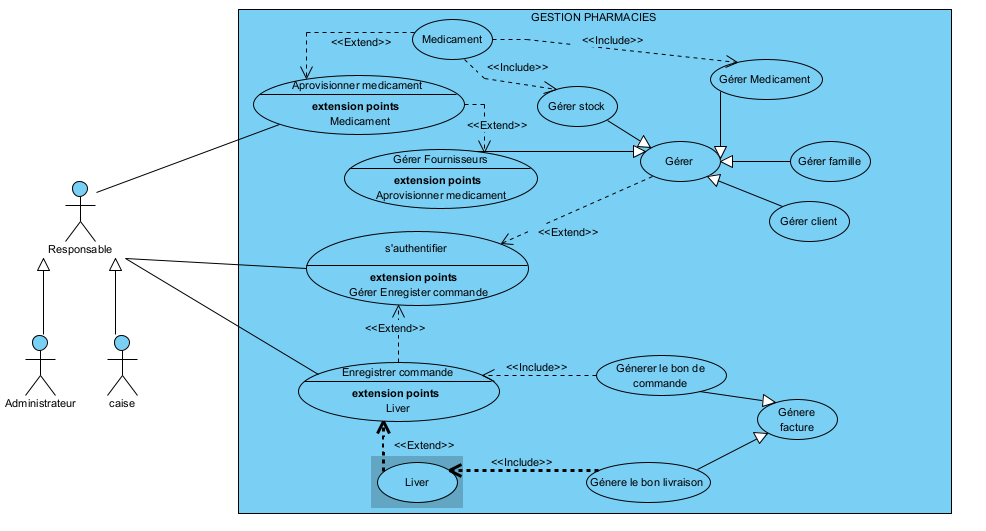 GESTION PHARMACIES
Medicament
<<Extend>>
<<Include>>
<<Include>>
Gérer Medicament
Aprovisionner medicament
extension points
Medicament
Gérer stock
<<Extend>>
Gérer Fournisseurs
extension points
Aprovisionner medicament
Gérer
Gérer famille
Gérer client
<<Extend>>
Responsable
s'authentifier
extension points
Gérer Enregister commande
<<Extend>>
Administrateur
caise
Enregistrer commande
extension points
Liver
<<Include>>
Génerer le bon de
commande
Génere
facture
<<Extend>>
<<Include>>
Liver
Génere le bon livraison